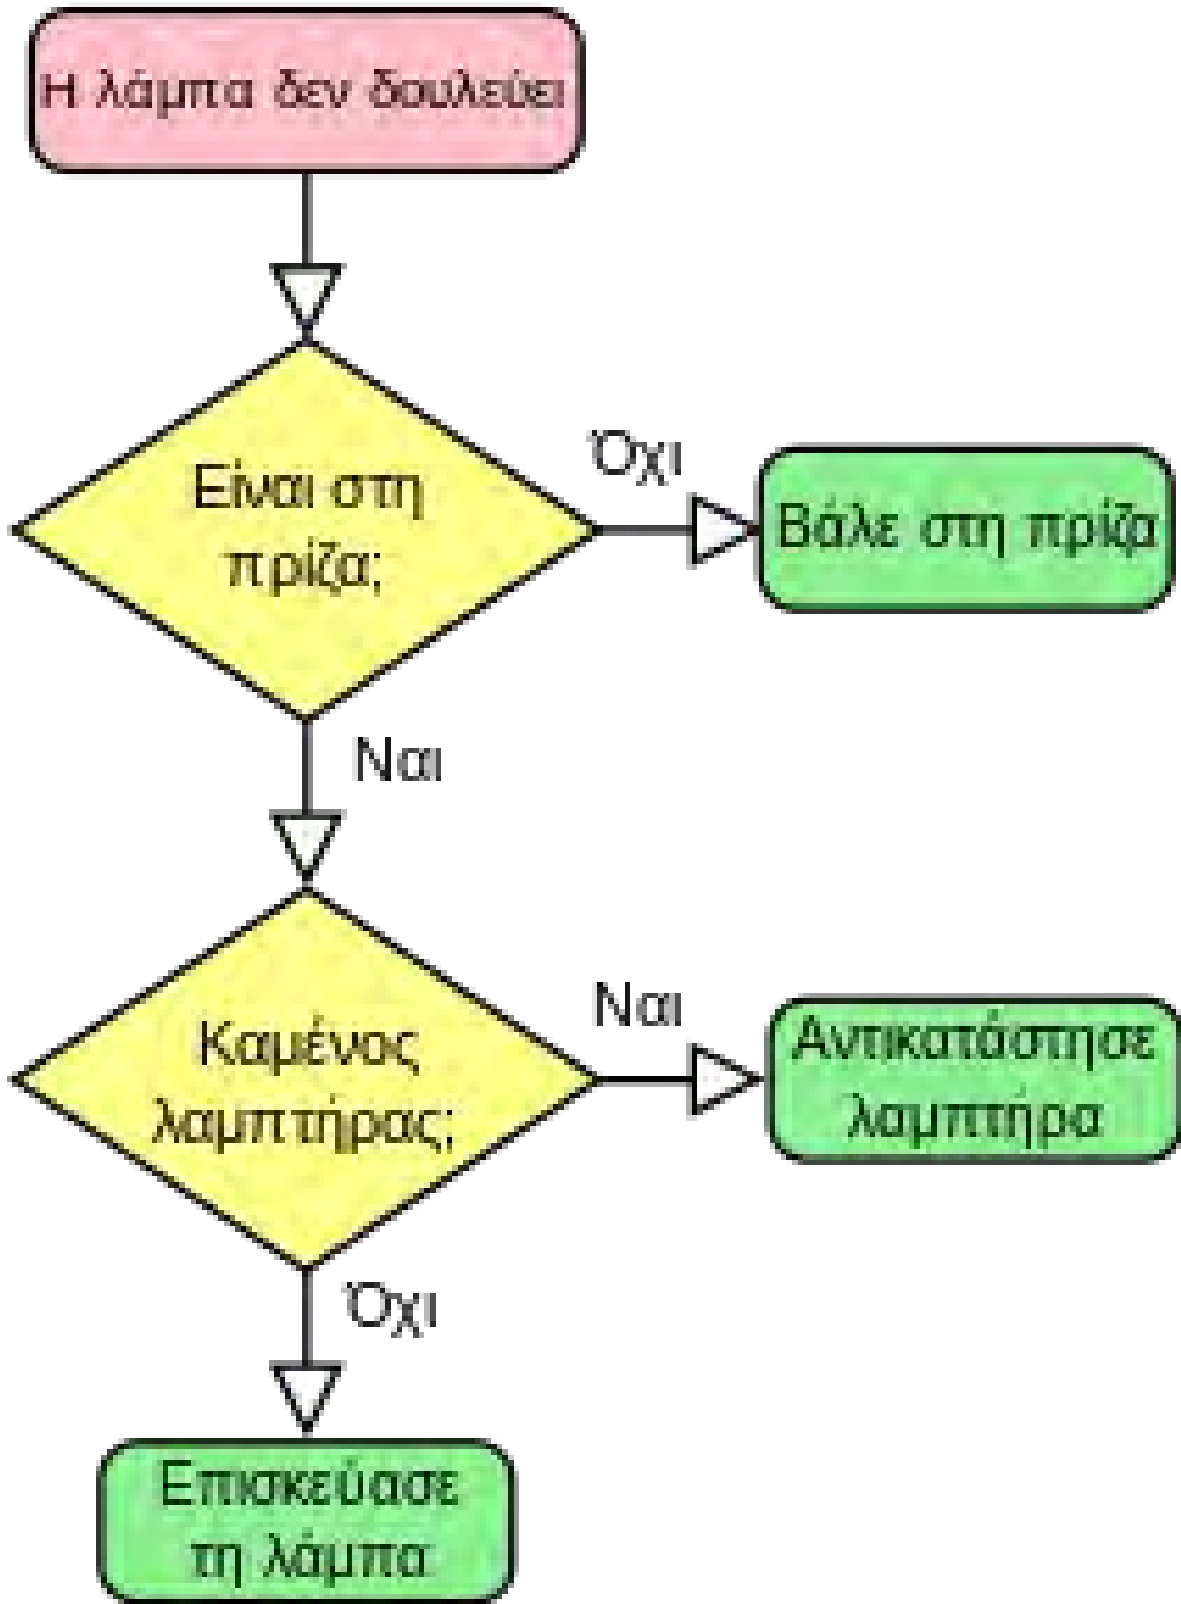 Η λάμπα δεν δουλεύει
Είναι στη
πρίζα;
Όχι
Βάλε στη πρίζα
Ναι
Καμένος
λαμπτήρας;
Ναι
Αντικατάστησε
λαμπτήρα
Όχι
Επισκεύασε
τη λάμπα